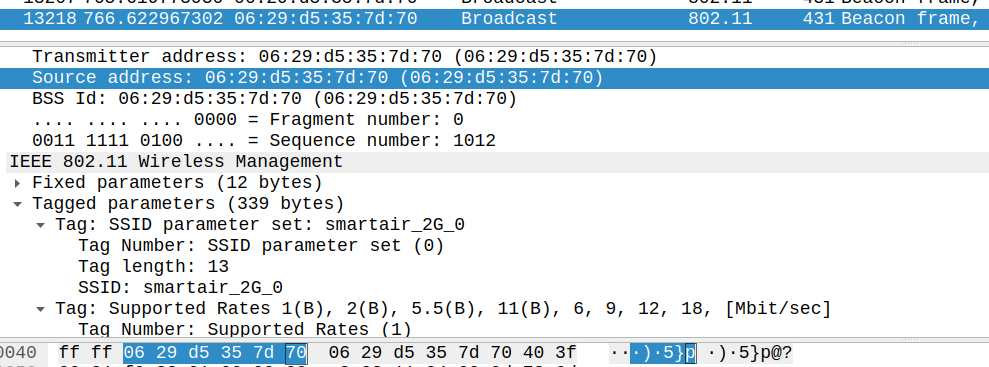 13218 766.622967302 06:29:d5:35:7d:70 Broadcast 802.11 431 Beacon frame,
Transmitter address: 06:29:d5:35:7d:70 (06:29:d5:35:7d:70)
Source address: 06:29:d5:35:7d:70 (06:29:d5:35:7d:70)
BSS Id: 06:29:d5:35:7d:70 (06:29:d5:35:7d:70)
.... .... .... 0000 = Fragment number: 0
0011 1111 0100 .... = Sequence number: 1012
IEEE 802.11 Wireless Management
Fixed parameters (12 bytes)
Tagged parameters (339 bytes)
Tag: SSID parameter set: smartair_2G_0
Tag Number: SSID parameter set (0)
Tag length: 13
SSID: smartair_2G_0
Tag: Supported Rates 1(B), 2(B), 5.5(B), 11(B), 6, 9, 12, 18, [Mbit/sec]
Tag Number: Supported Rates (1)
0040 ff ff 06 29 d5 35 7d 70 06 29 d5 35 7d 70 40 3f ···)·5}p ·)·5}p@?